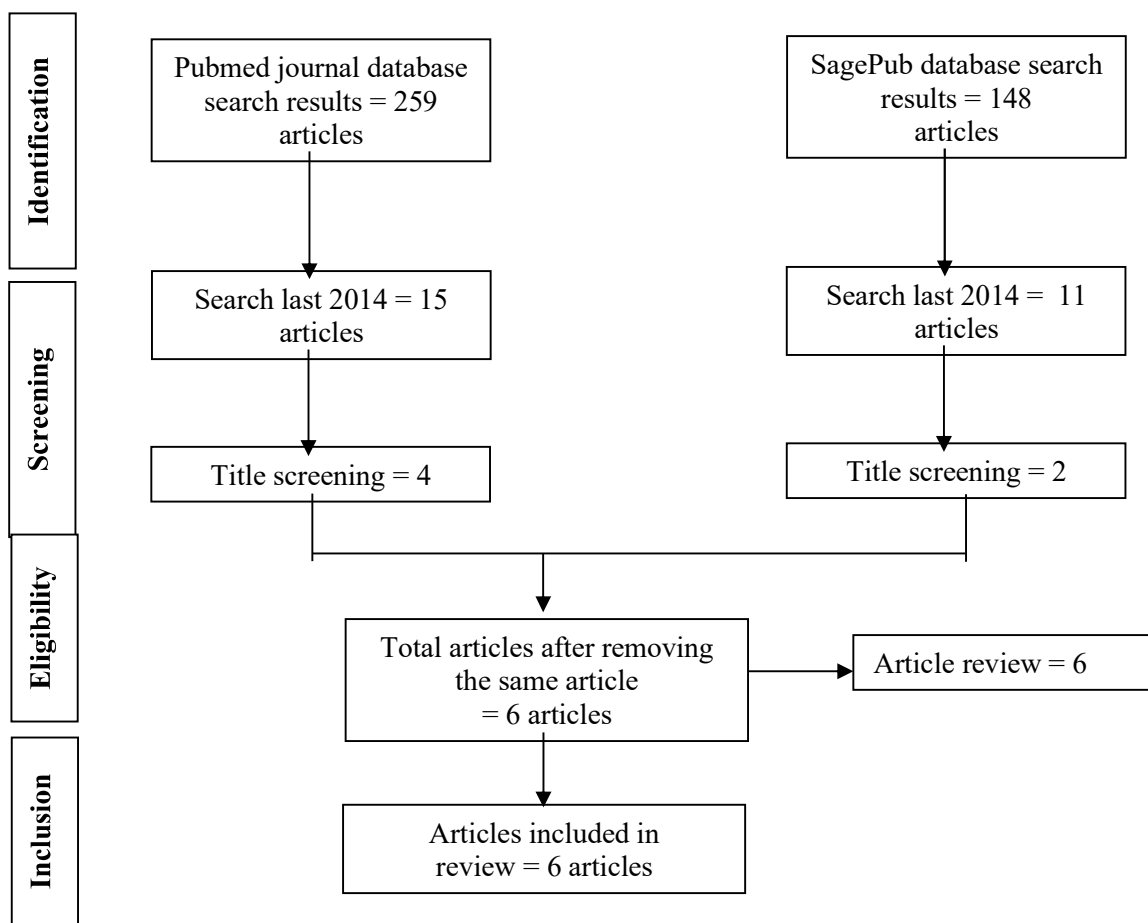 Identification
Pubmed journal database
search results = 259
articles
SagePub database search
results = 148
articles
Screening
Search last 2014 = 15
articles
Search last 2014 = 11
articles
Title screening = 4
Title screening = 2
Eligibility
Total articles after removing
the same article
= 6 articles
Article review = 6
Inclusion
Articles included in
review = 6 articles